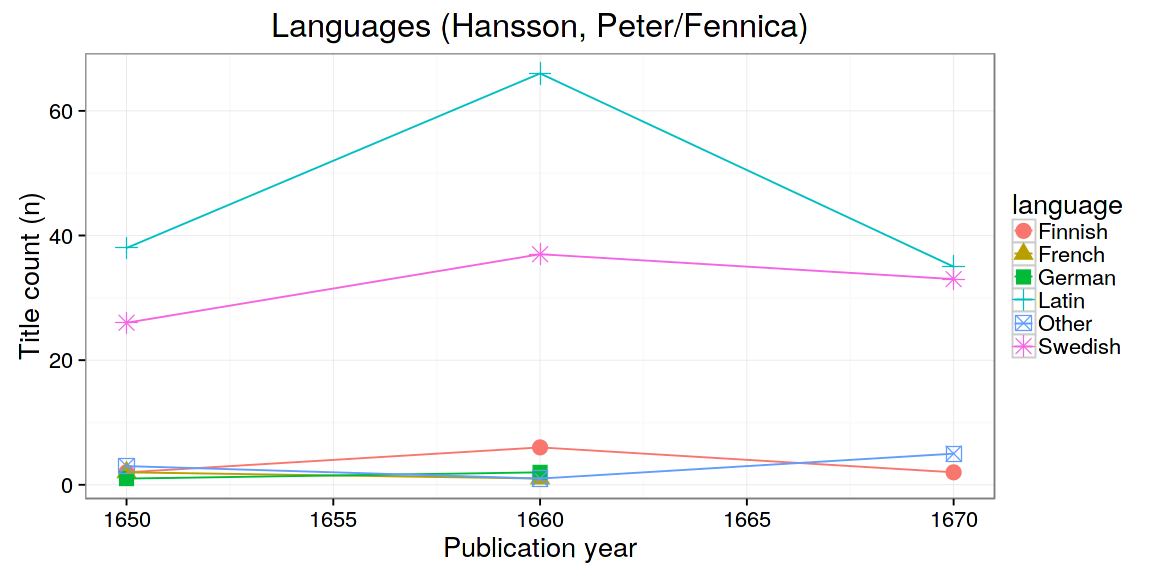 Languages (Hansson, Peter/Fennica)
Title count (n)
60
40
20
0
1650 1655 1660 1665 1670
Publication year
language
Finnish
French
German
Latin
Other
Swedish